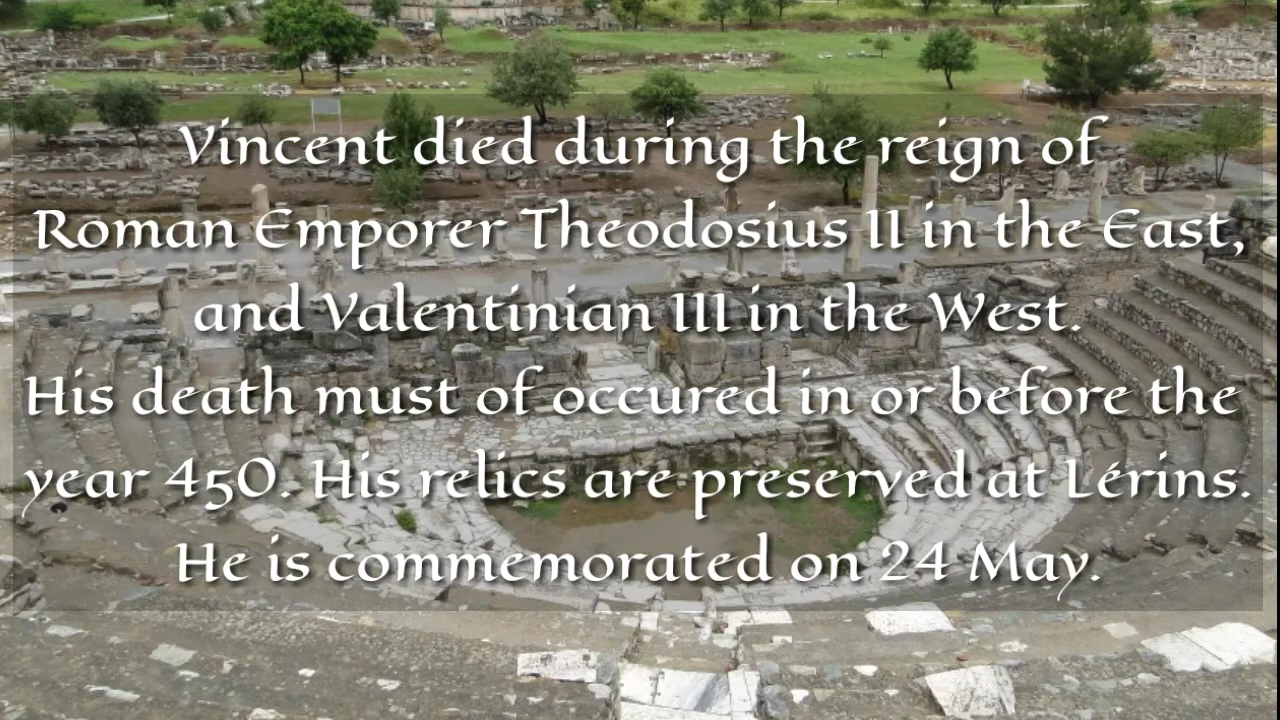 Vincent died during the reign of
Roman Emporer Theodosius II in the East,
and Valentinian III in the West.
His death must of occured in or before the
year 450. His relics are preserved at Lérins.
He is commemorated on 24 May.